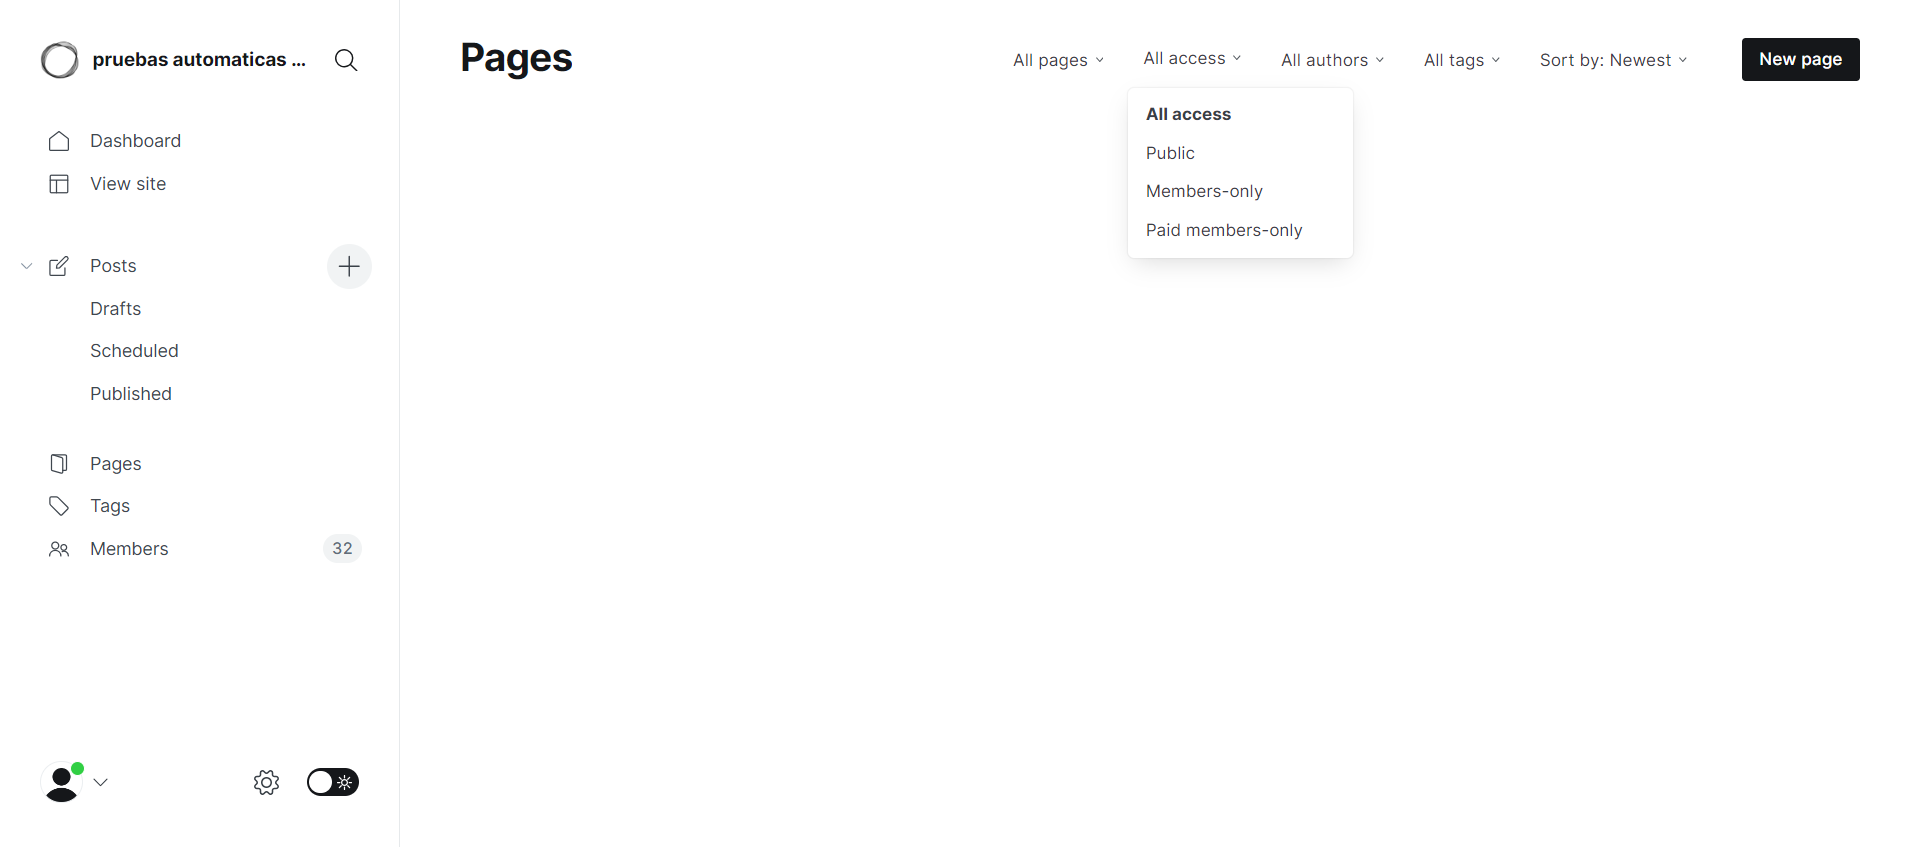 pruebas automaticas ...
Dashboard
View site
Posts
Drafts
Scheduled
Published
Pages
Tags
Members 32
Pages
All pages All access All authors All tags Sort by: Newest New page
All access
Public
Members-only
Paid members-only